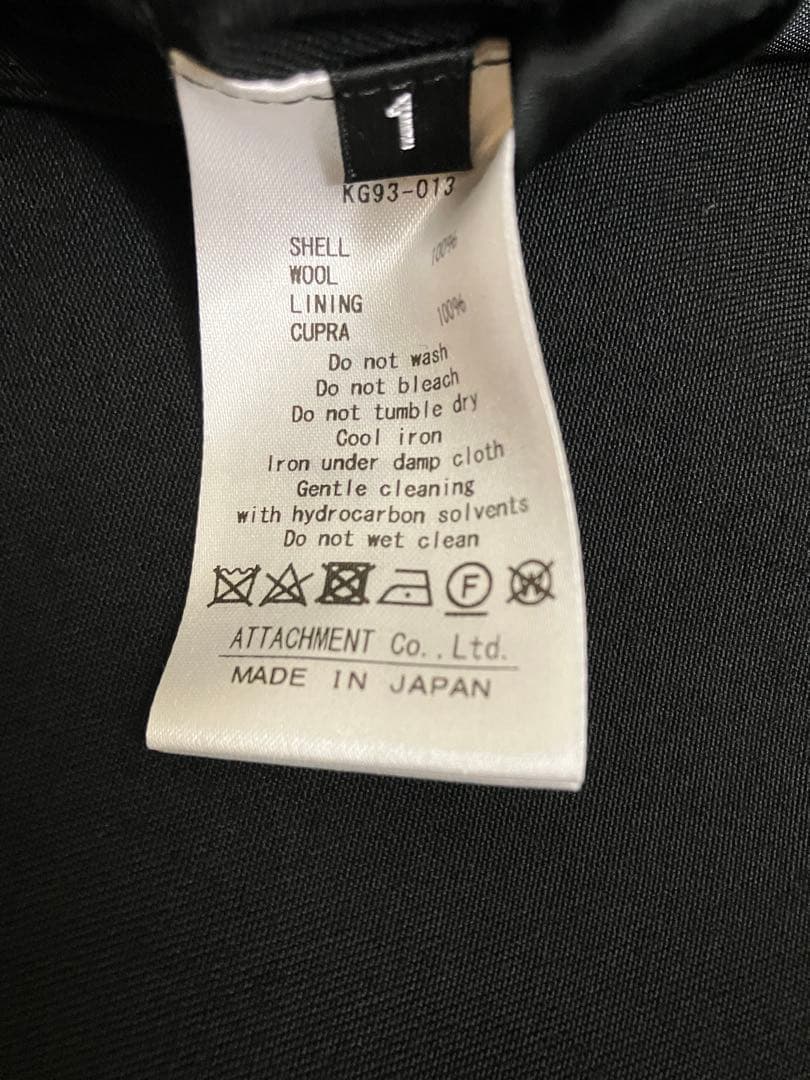 1
KG93-013
SHELL 100%
WOOL
LINING 100%
CUPRA
Do not wash
Do not bleach
Do not tumble dry
Cool iron
Iron under damp cloth
Gentle cleaning
with hydrocarbon solvents
Do not wet clean
F W
ATTACHMENT Co.,Ltd.
MADE IN JAPAN